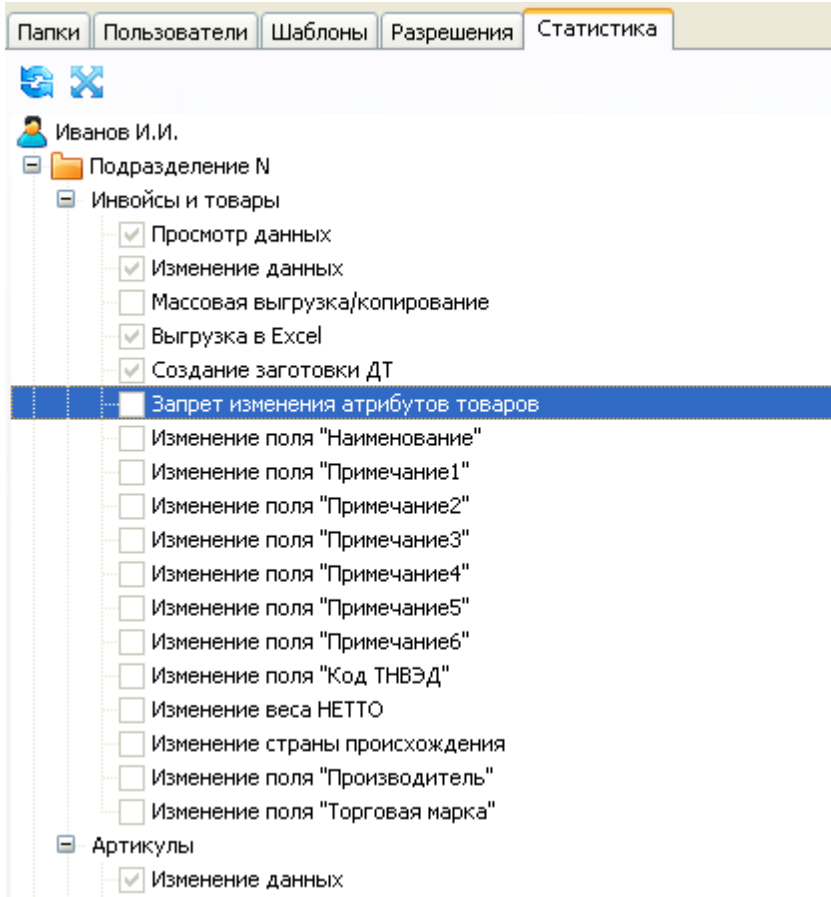 Папки Пользователи Шаблоны Разрешения Статистика
Иванов И.И.
Подразделение N
Инвойсы и товары
Просмотр данных
Изменение данных
Массовая выгрузка/копирование
Выгрузка в Excel
Создание заготовки ДТ
Запрет изменения атрибутов товаров
Изменение поля "Наименование"
Изменение поля "Примечание1"
Изменение поля "Примечание2"
Изменение поля "Примечание3"
Изменение поля "Примечание4"
Изменение поля "Примечание5"
Изменение поля "Примечание6"
Изменение поля "Код ТНВЭД"
Изменение веса НЕТТО
Изменение страны происхождения
Изменение поля "Производитель"
Изменение поля "Торговая марка"
Артикулы
Изменение данных